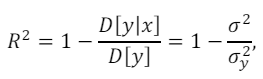 R² = 1 − D[y|x] / D[y] = 1 − σ² / σ_y²,